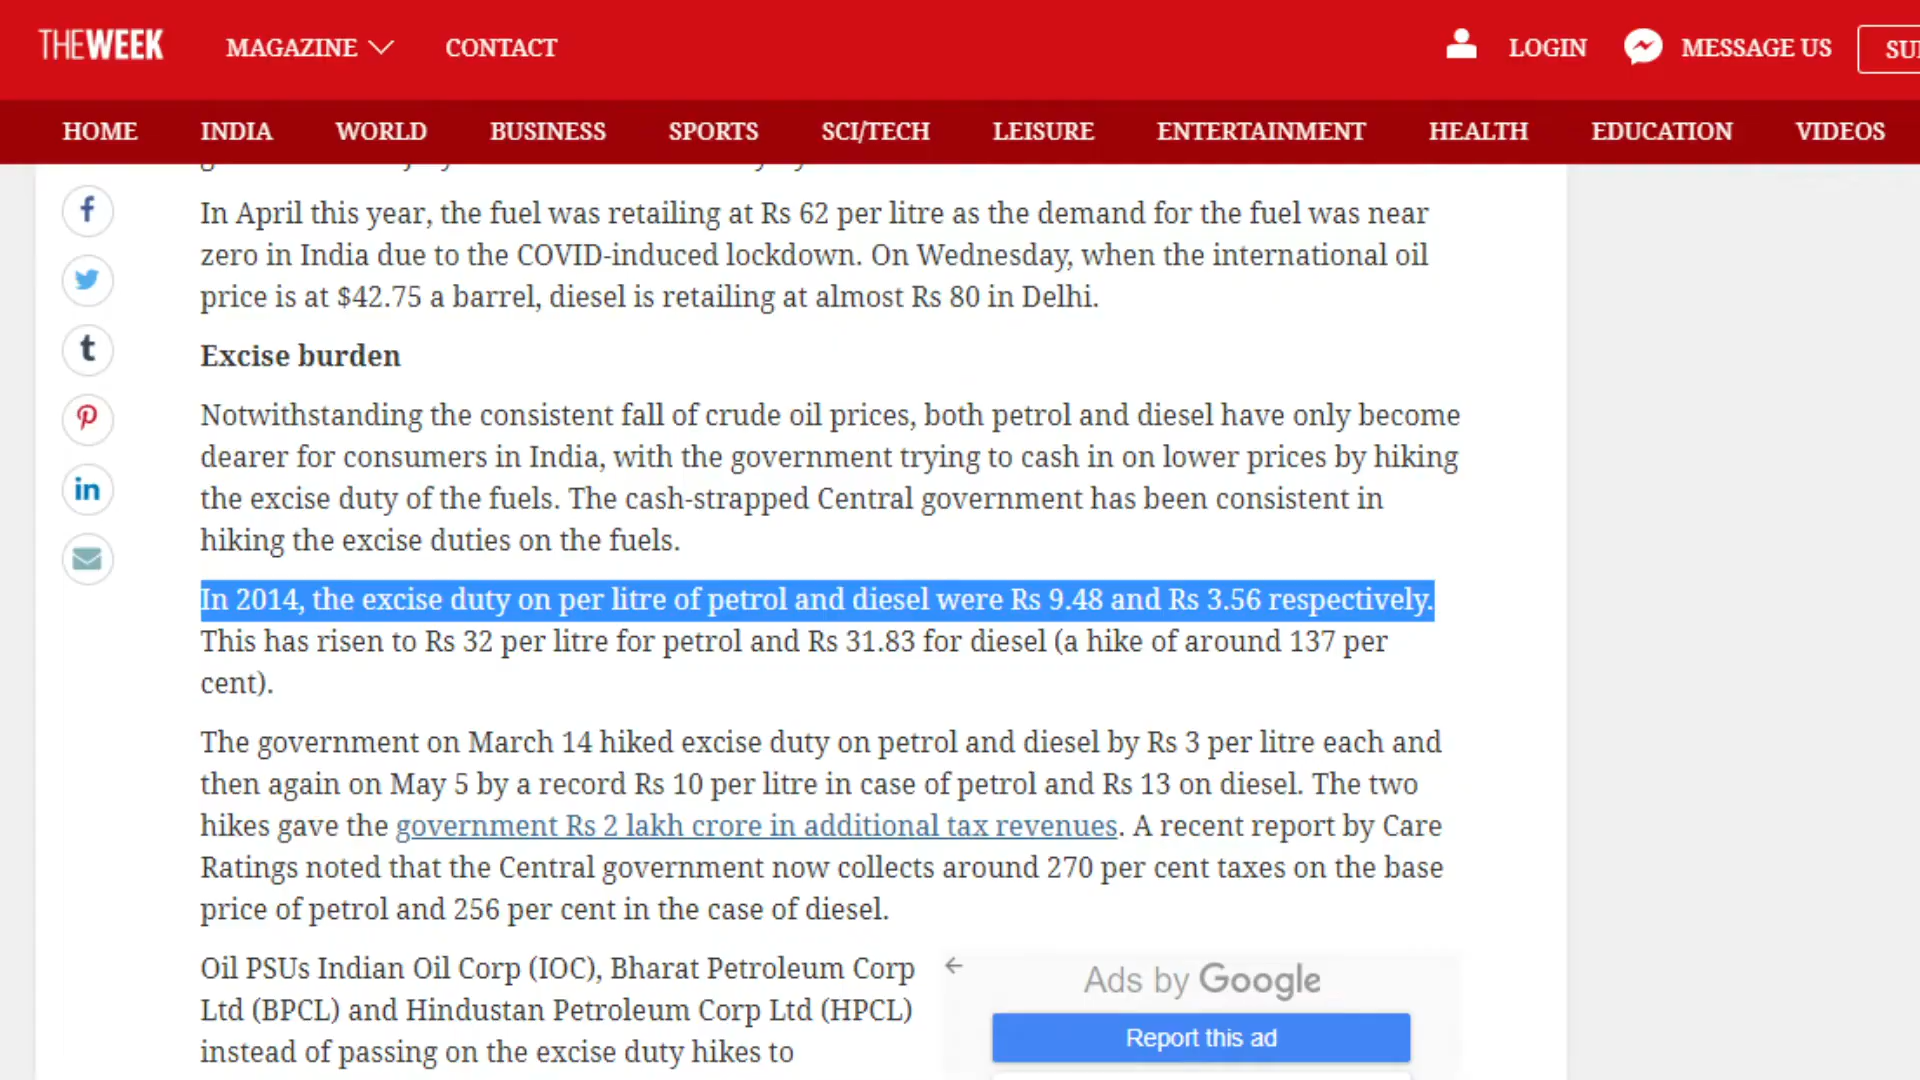 THE WEEK
MAGAZINE
CONTACT
LOGIN
MESSAGE US
HOME
INDIA
WORLD
BUSINESS
SPORTS
SCI/TECH
LEISURE
ENTERTAINMENT
HEALTH
EDUCATION
VIDEOS
In April this year, the fuel was retailing at Rs 62 per litre as the demand for the fuel was near
zero in India due to the COVID-induced lockdown. On Wednesday, when the international oil
price is at $42.75 a barrel, diesel is retailing at almost Rs 80 in Delhi.
Excise burden
Notwithstanding the consistent fall of crude oil prices, both petrol and diesel have only become
dearer for consumers in India, with the government trying to cash in on lower prices by hiking
the excise duty of the fuels. The cash-strapped Central government has been consistent in
hiking the excise duties on the fuels.
In 2014, the excise duty on per litre of petrol and diesel were Rs 9.48 and Rs 3.56 respectively.
This has risen to Rs 32 per litre for petrol and Rs 31.83 for diesel (a hike of around 137 per
cent).
The government on March 14 hiked excise duty on petrol and diesel by Rs 3 per litre each and
then again on May 5 by a record Rs 10 per litre in case of petrol and Rs 13 on diesel. The two
hikes gave the government Rs 2 lakh crore in additional tax revenues. A recent report by Care
Ratings noted that the Central government now collects around 270 per cent taxes on the base
price of petrol and 256 per cent in the case of diesel.
Oil PSUs Indian Oil Corp (IOC), Bharat Petroleum Corp
Ltd (BPCL) and Hindustan Petroleum Corp Ltd (HPCL)
instead of passing on the excise duty hikes to
Ads by Google
Report this ad